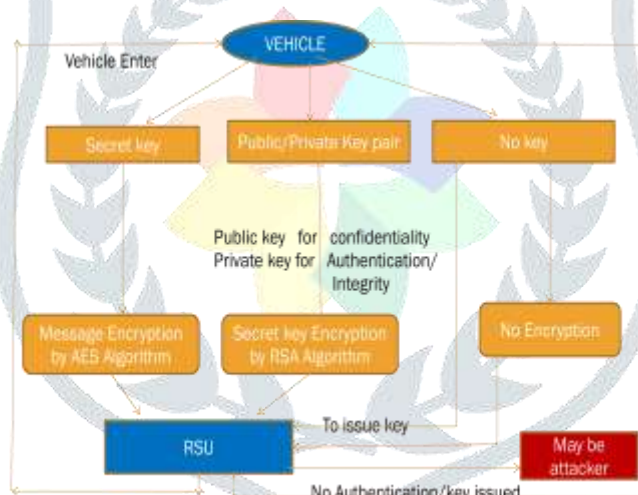 VEHICLE
Vehicle Enter
Secret key
Public/Private Key pair
No key
Public key for confidentiality
Private key for Authentication/
Integrity
Message Encryption
by AES Algorithm
Secret key Encryption
by RSA Algorithm
No Encryption
To issue key
RSU
May be
attacker
No Authentication/key issued